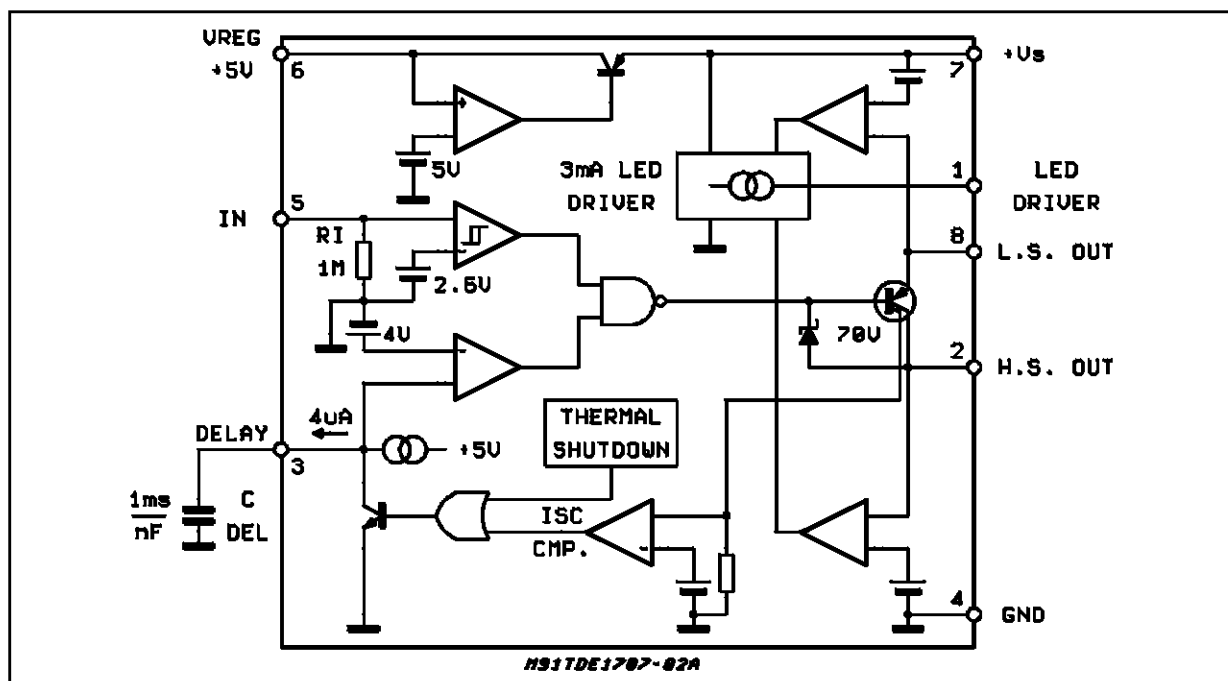 VREG
+5V
6
7
+Vs
5V
3mA LED
DRIVER
1
LED
DRIVER
IN
5
RI
1M
2.5V
8
L.S. OUT
4V
70V
2
H.S. OUT
DELAY
4uA
3
+5V
THERMAL
SHUTDOWN
1ms
nF
C
DEL
ISC
CMP.
4
GND
M91TDE1707-02A